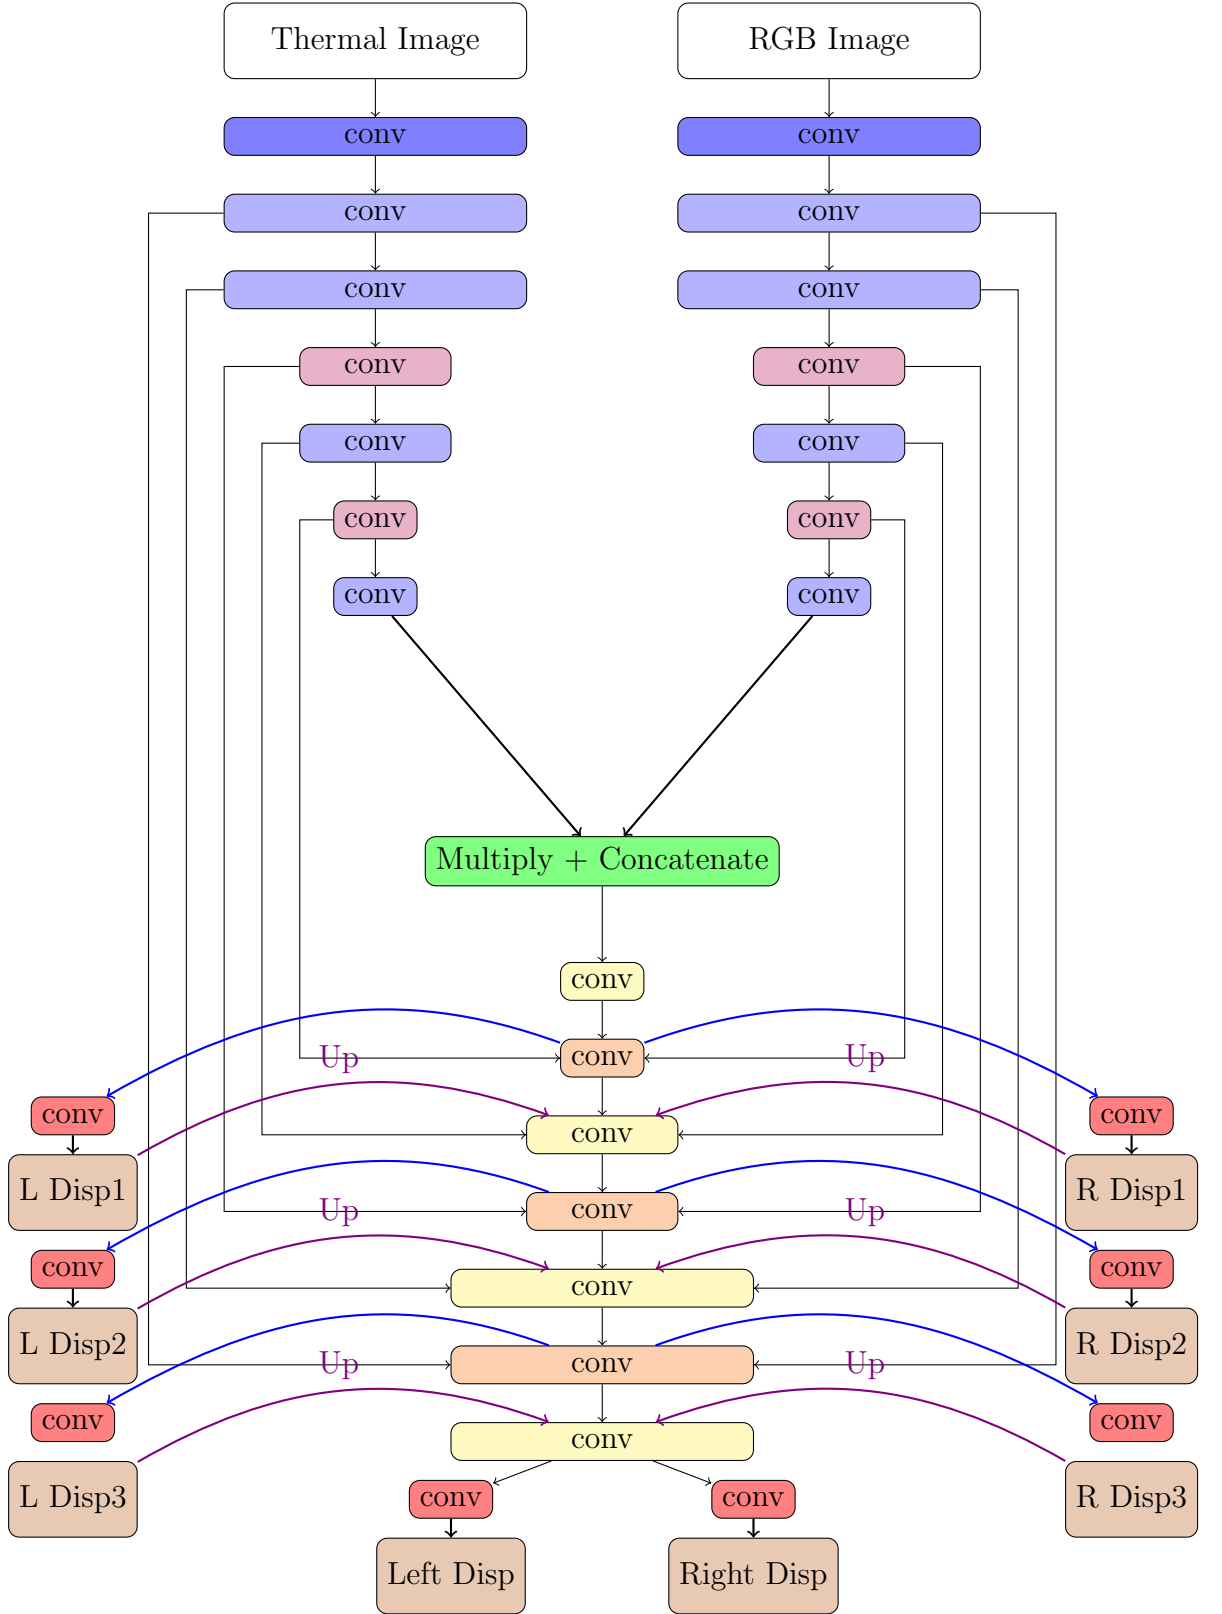 Thermal Image
RGB Image
conv
conv
conv
conv
conv
conv
conv
conv
conv
conv
conv
conv
conv
conv
Multiply + Concatenate
conv
Up
conv
Up
conv
conv
conv
L Disp1
R Disp1
Up
conv
Up
conv
conv
conv
L Disp2
R Disp2
Up
conv
Up
conv
conv
conv
L Disp3
conv
conv
R Disp3
Left Disp
Right Disp